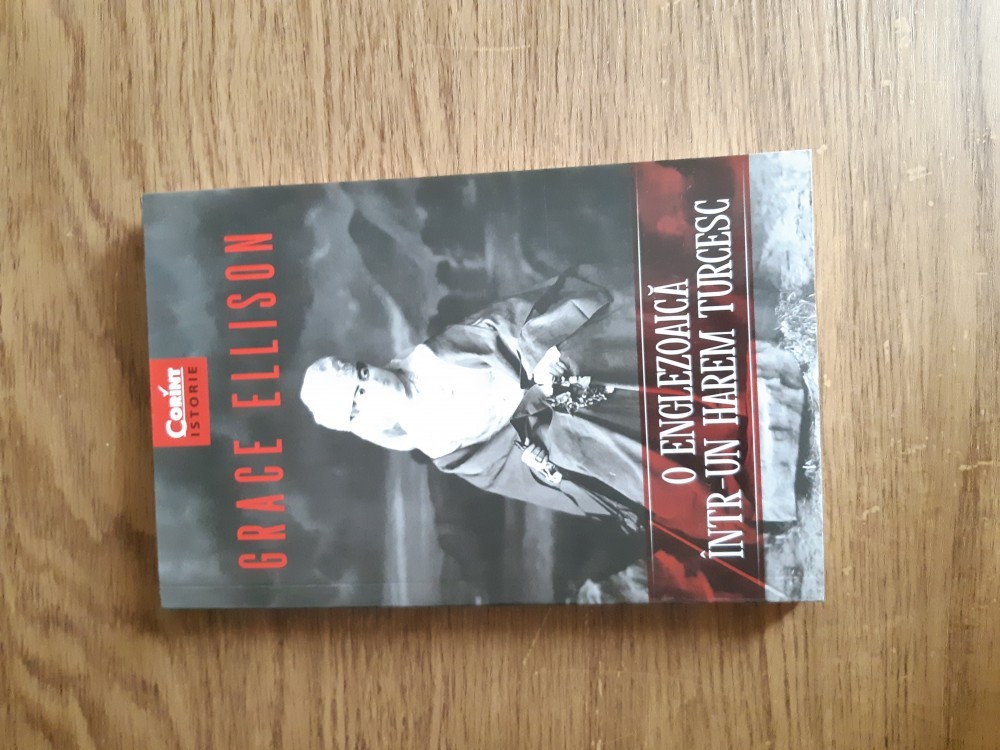 CORINT
ISTORIE
GRACE ELLISON
O ENGLEZOAICĂ
ÎNTR-UN HAREM TURCESC